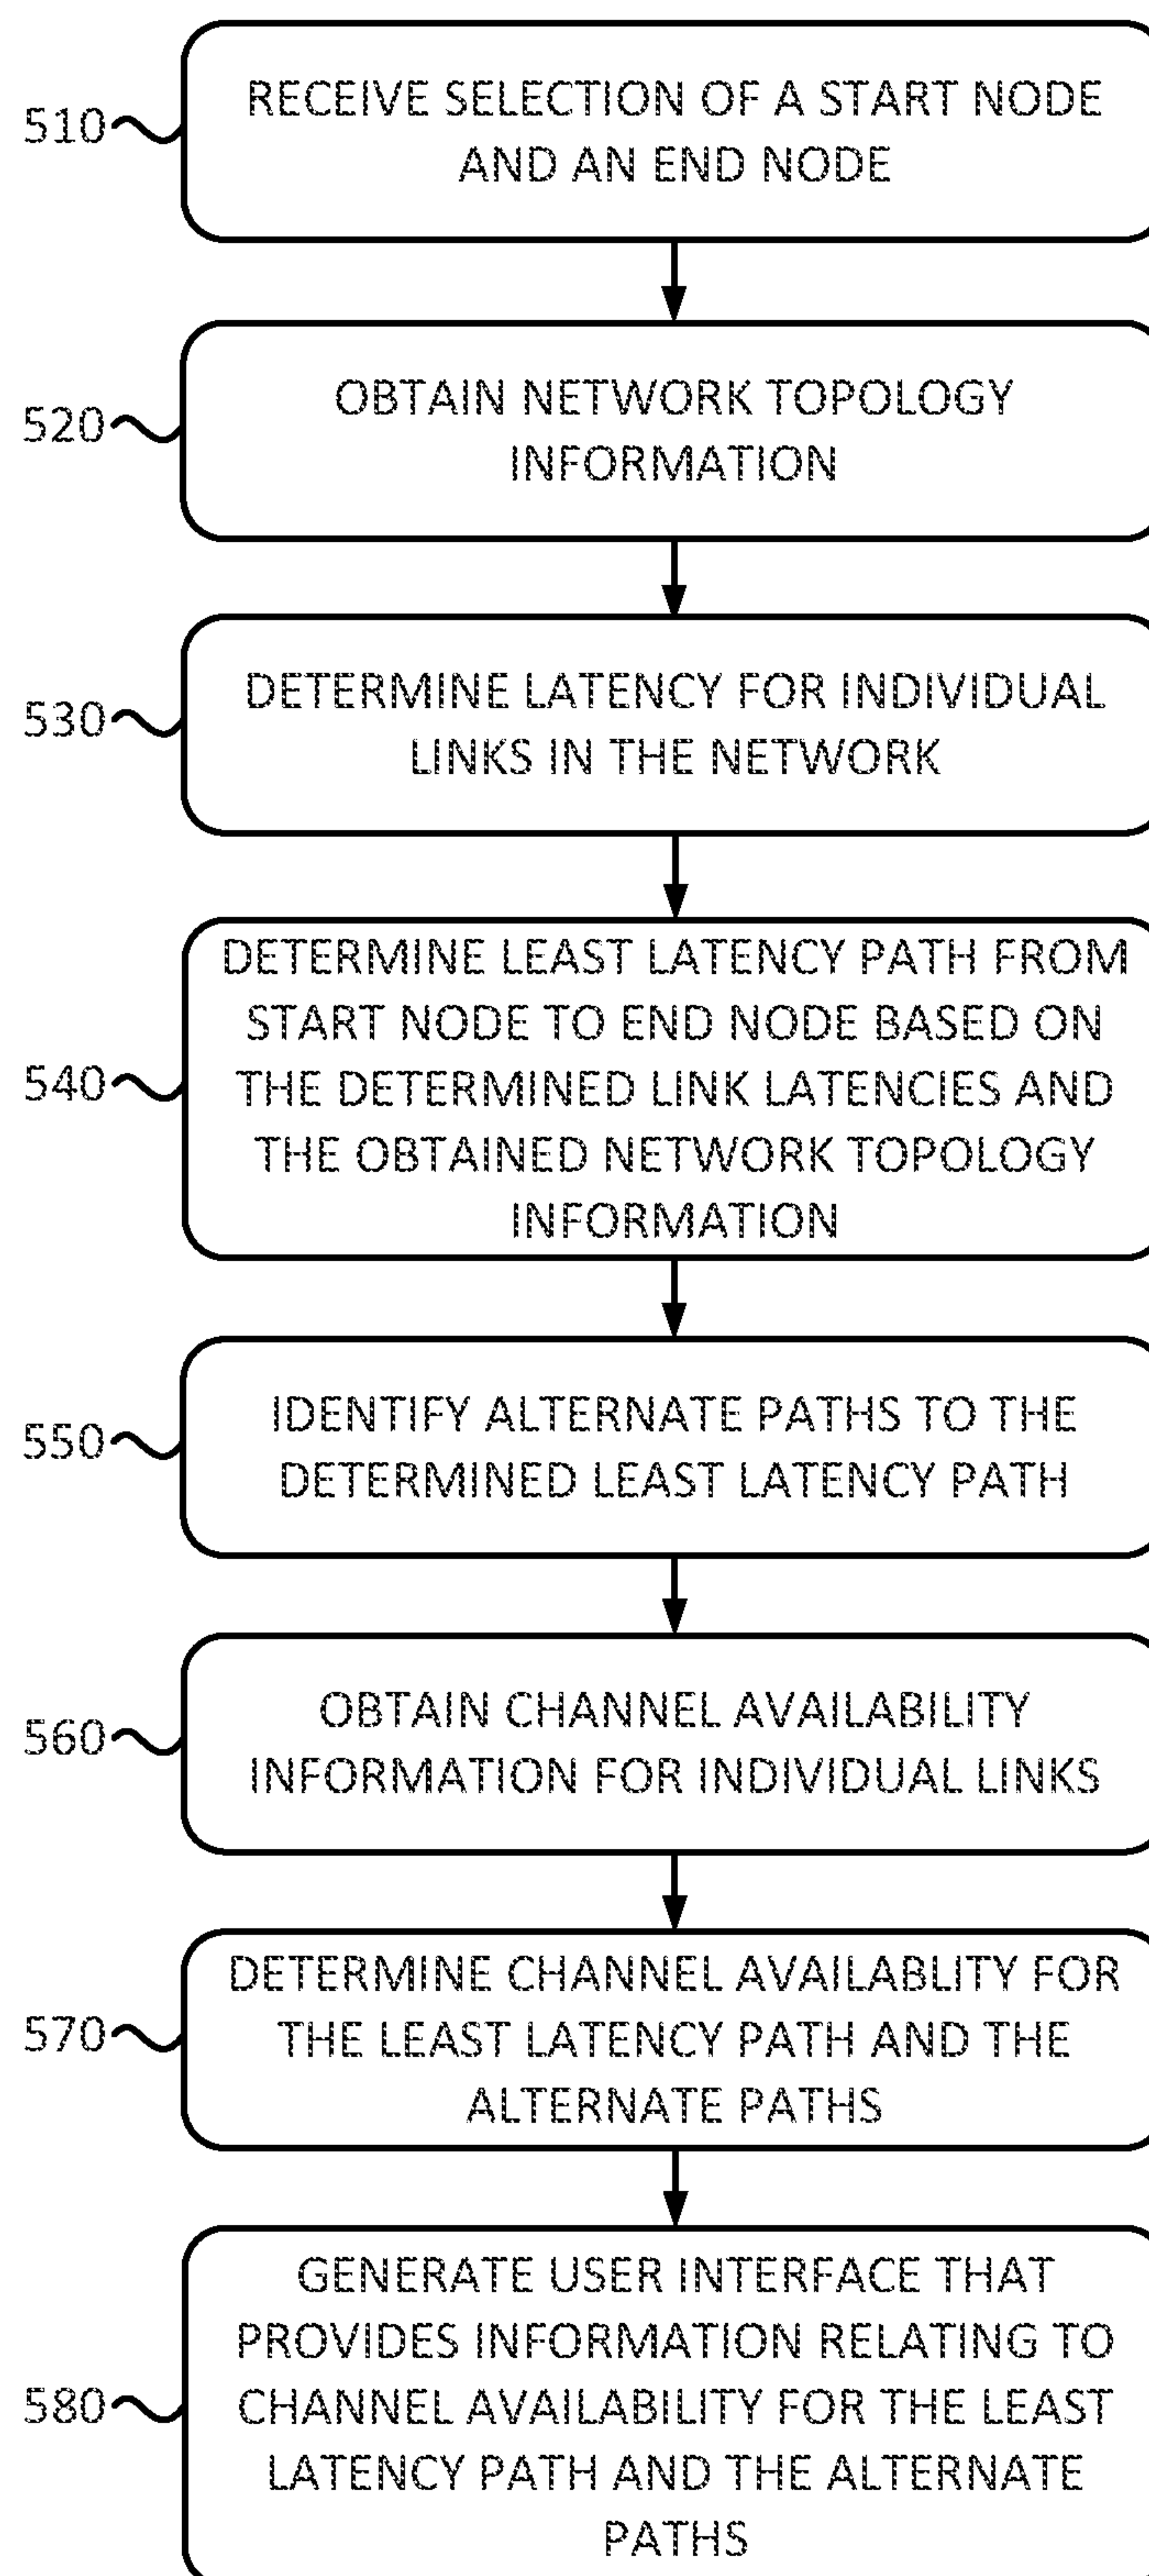 510
RECEIVE SELECTION OF A START NODE
AND AN END NODE
520
OBTAIN NETWORK TOPOLOGY
INFORMATION
530
DETERMINE LATENCY FOR INDIVIDUAL
LINKS IN THE NETWORK
540
DETERMINE LEAST LATENCY PATH FROM
START NODE TO END NODE BASED ON
THE DETERMINED LINK LATENCIES AND
THE OBTAINED NETWORK TOPOLOGY
INFORMATION
550
IDENTIFY ALTERNATE PATHS TO THE
DETERMINED LEAST LATENCY PATH
560
OBTAIN CHANNEL AVAILABILITY
INFORMATION FOR INDIVIDUAL LINKS
570
DETERMINE CHANNEL AVAILABLITY FOR
THE LEAST LATENCY PATH AND THE
ALTERNATE PATHS
580
GENERATE USER INTERFACE THAT
PROVIDES INFORMATION RELATING TO
CHANNEL AVAILABILITY FOR THE LEAST
LATENCY PATH AND THE ALTERNATE
PATHS